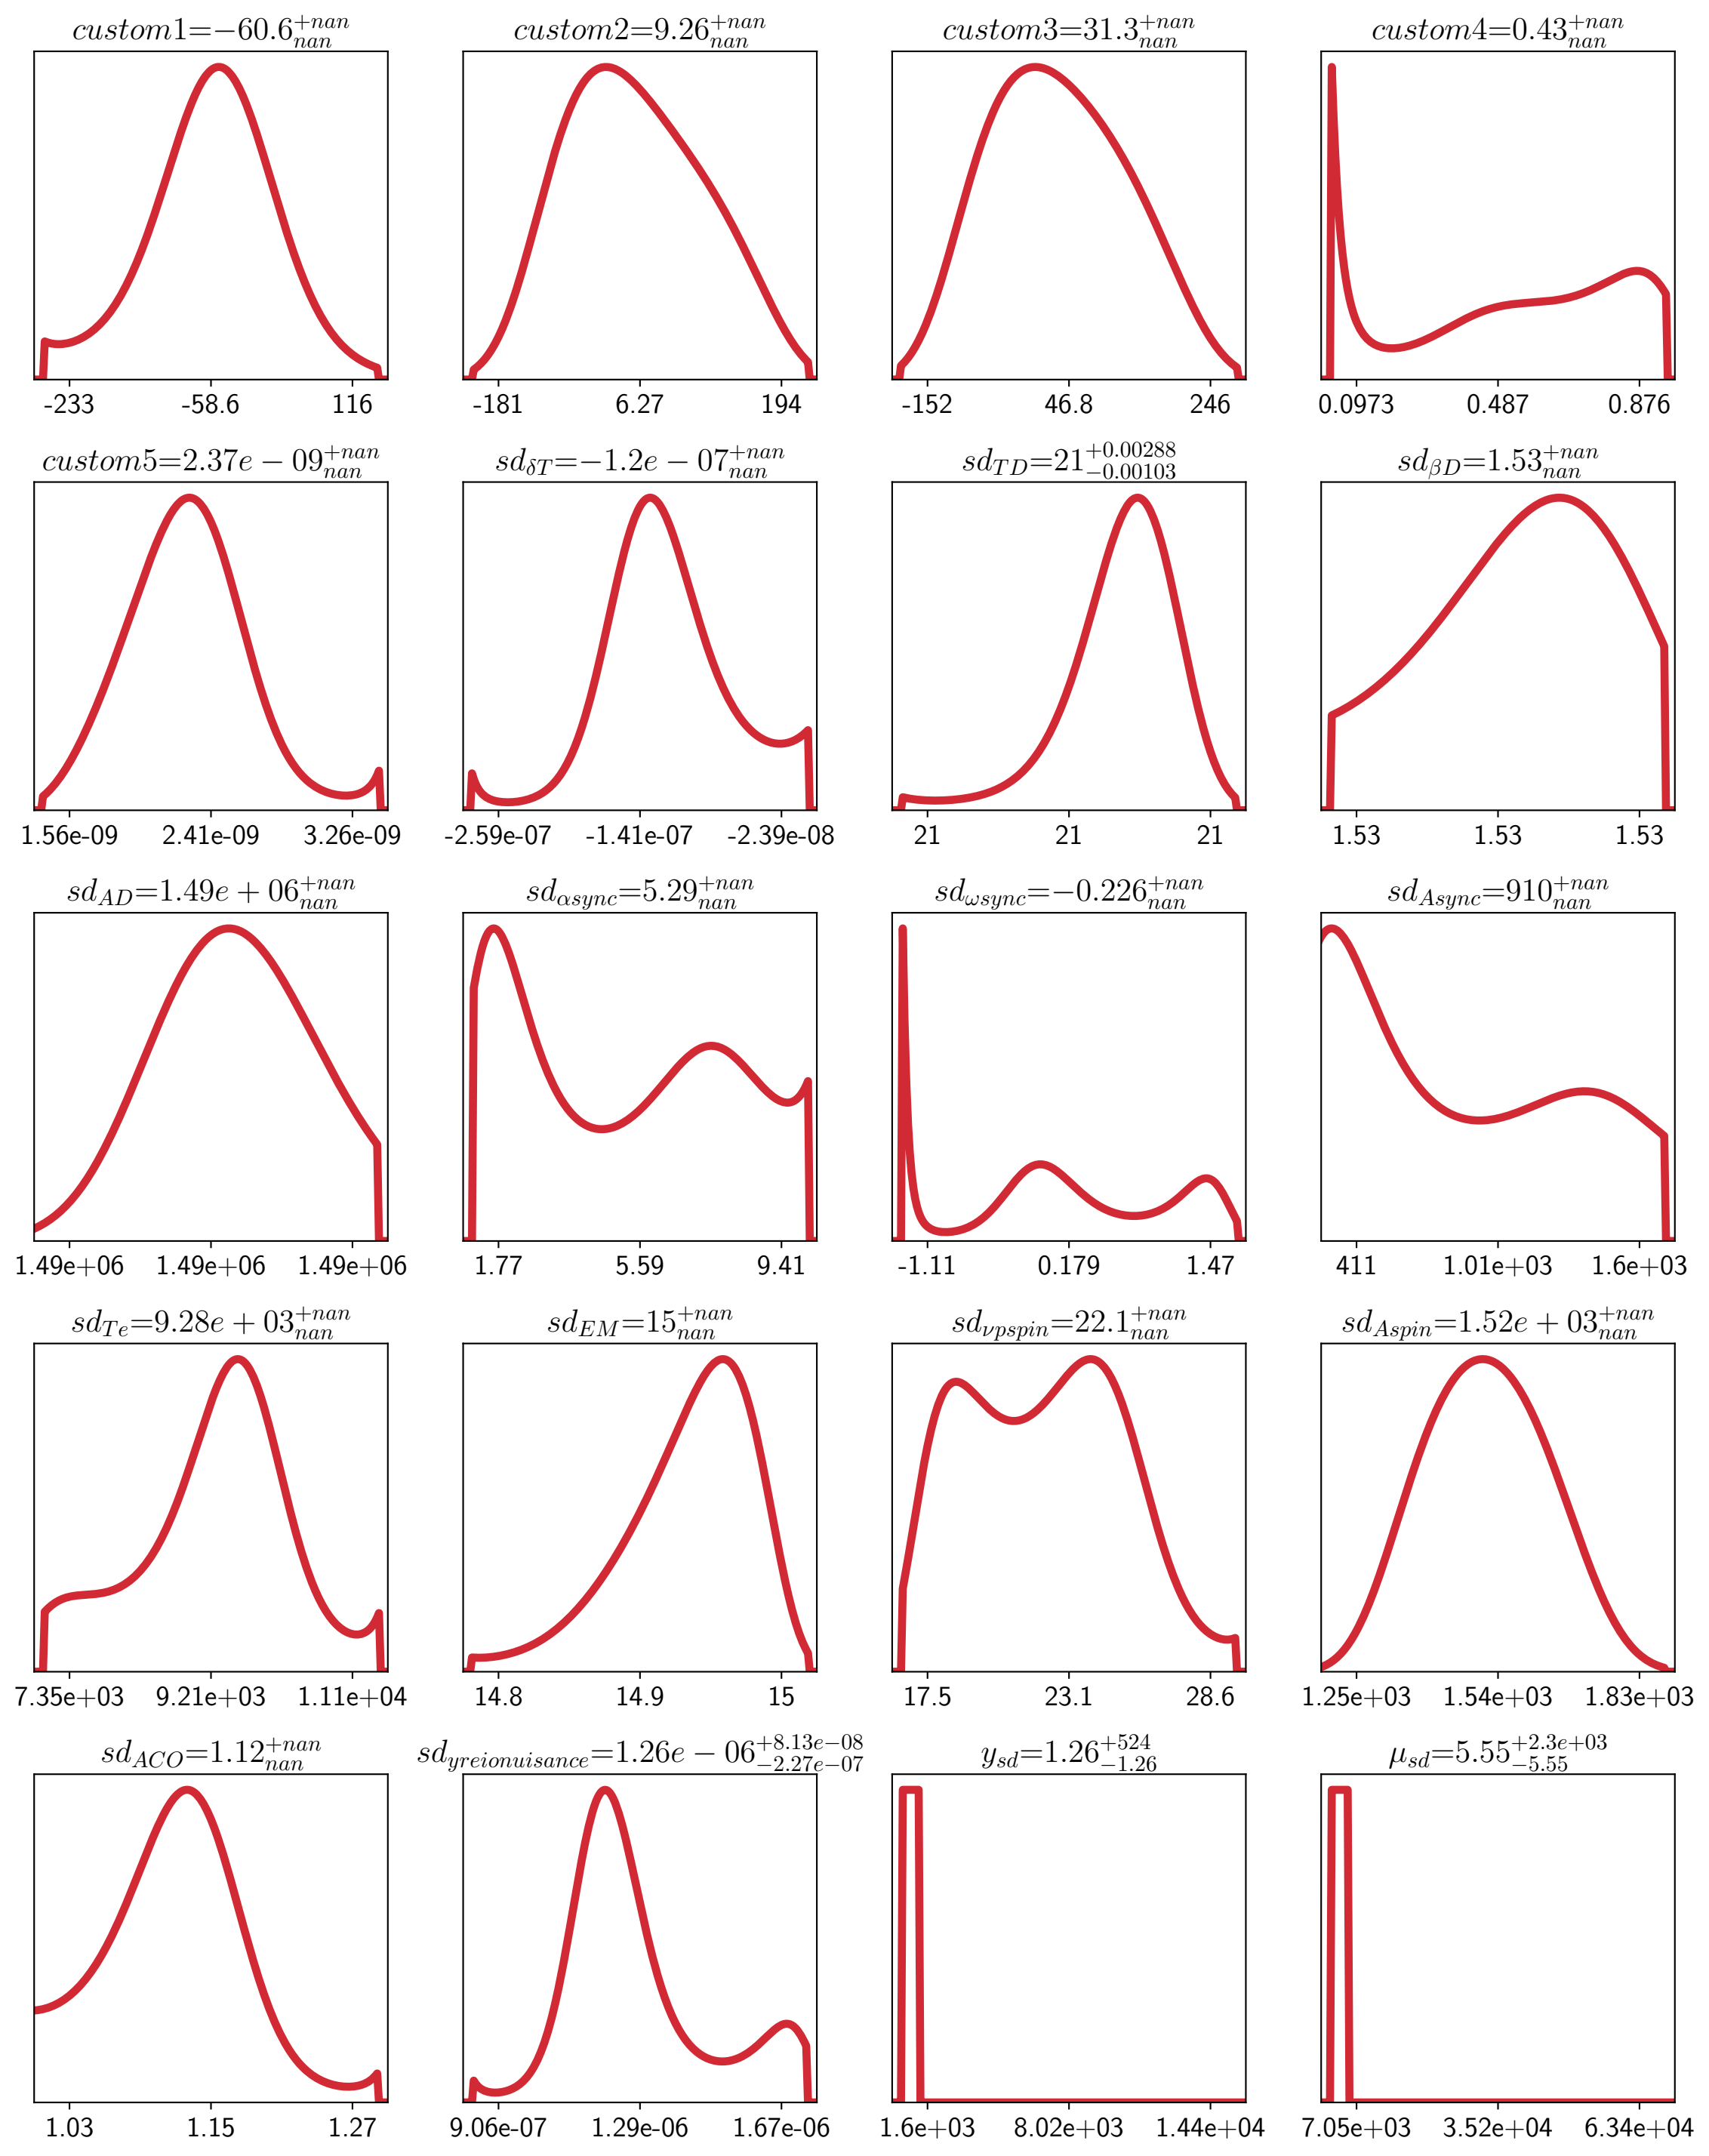 custom1=−60.6^{+nan}_{nan} custom2=9.26^{+nan}_{nan} custom3=31.3^{+nan}_{nan} custom4=0.43^{+nan}_{nan}
-233 -58.6 116 -181 6.27 194 -152 46.8 246 0.0973 0.487 0.876
custom5=2.37e − 09^{+nan}_{nan} sd_{δT}=−1.2e − 07^{+nan}_{nan} sd_{TD}=21^{+0.00288}_{−0.00103} sd_{βD}=1.53^{+nan}_{nan}
1.56e-09 2.41e-09 3.26e-09 -2.59e-07 -1.41e-07 -2.39e-08 21 21 21 1.53 1.53 1.53
sd_{AD}=1.49e + 06^{+nan}_{nan} sd_{αsync}=5.29^{+nan}_{nan} sd_{ωsync}=−0.226^{+nan}_{nan} sd_{Async}=910^{+nan}_{nan}
1.49e+06 1.49e+06 1.49e+06 1.77 5.59 9.41 -1.11 0.179 1.47 411 1.01e+03 1.6e+03
sd_{Te}=9.28e + 03^{+nan}_{nan} sd_{EM}=15^{+nan}_{nan} sd_{νpspin}=22.1^{+nan}_{nan} sd_{Aspin}=1.52e + 03^{+nan}_{nan}
7.35e+03 9.21e+03 1.11e+04 14.8 14.9 15 17.5 23.1 28.6 1.25e+03 1.54e+03 1.83e+03
sd_{ACO}=1.12^{+nan}_{nan} sd_{yreionuisance}=1.26e − 06^{+8.13e−08}_{−2.27e−07} y_{sd}=1.26^{+524}_{−1.26} μ_{sd}=5.55^{+2.3e+03}_{−5.55}
1.03 1.15 1.27 9.06e-07 1.29e-06 1.67e-06 1.6e+03 8.02e+03 1.44e+04 7.05e+03 3.52e+04 6.34e+04